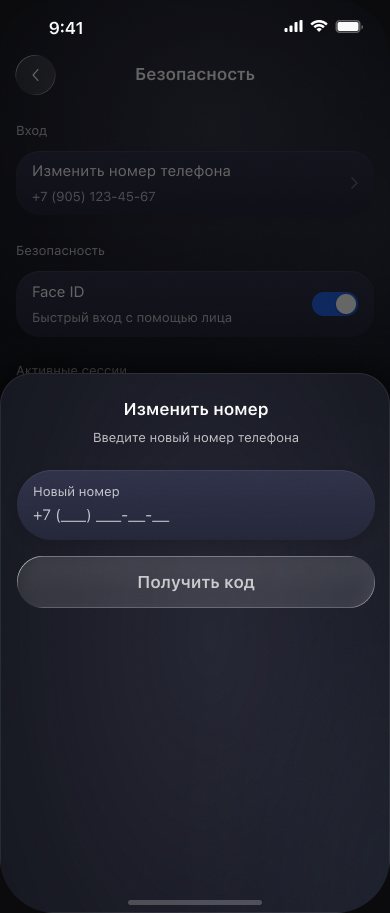 9:41
Безопасность
Вход
Изменить номер телефона
+7 (905) 123-45-67
Безопасность
Face ID
Быстрый вход с помощью лица
Активные сессии
Изменить номер
Введите новый номер телефона
Новый номер
+7 (___) ___-__-__
Получить код